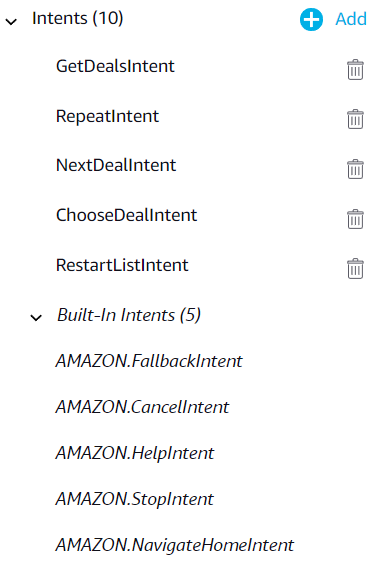 Intents (10) Add
GetDealsIntent
RepeatIntent
NextDealIntent
ChooseDealIntent
RestartListIntent
Built-In Intents (5)
AMAZON.FallbackIntent
AMAZON.CancelIntent
AMAZON.HelpIntent
AMAZON.StopIntent
AMAZON.NavigateHomeIntent